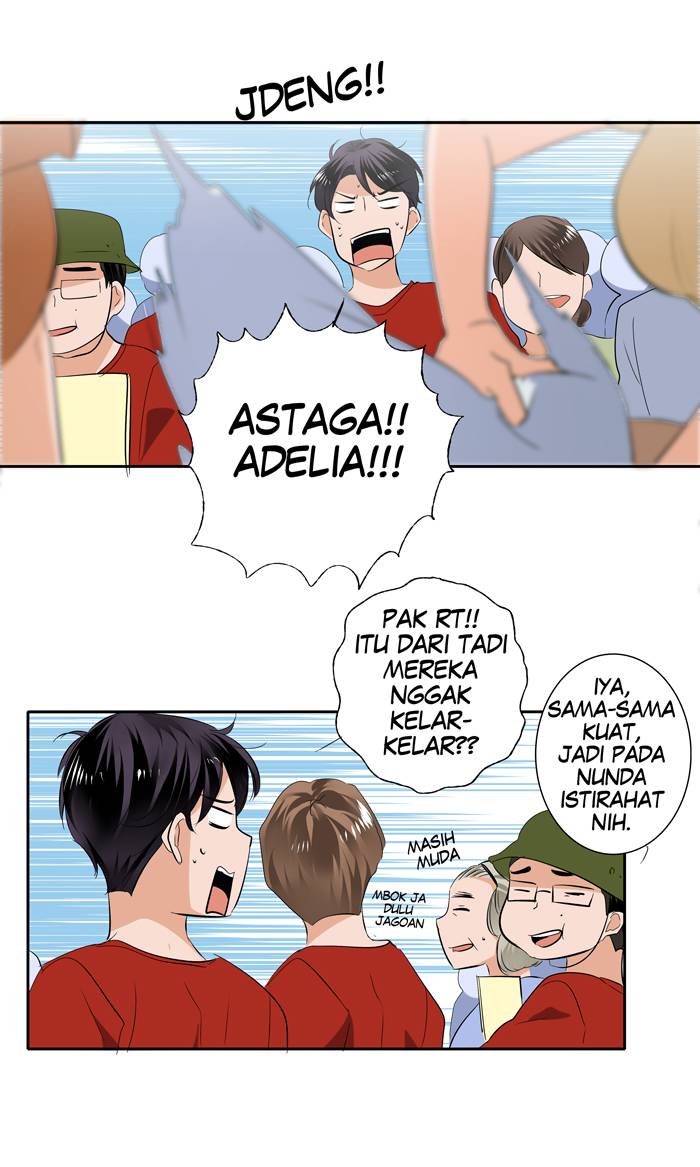 JDENG!!
ASTAGA!!
ADELIA!!!
PAK RT!!
ITU DARI TADI
MEREKA
NGGAK
KELAR-
KELAR??
IYA,
SAMA-SAMA
KUAT,
JADI PADA
NUNDA
ISTIRAHAT
NIH.
MASIH
MUDA
MBOK JA
DULU
JAGOAN